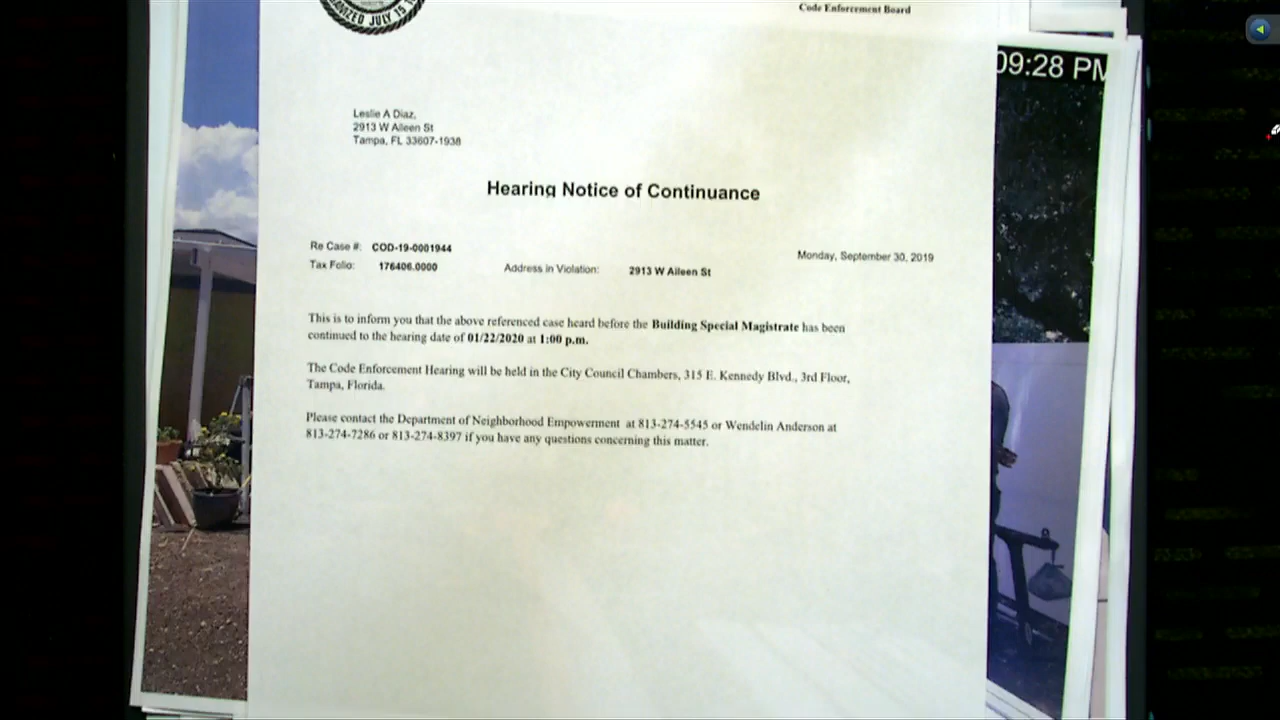 NIZED JULY 15 1
Code Enforcement Board
09:28 PM
Leslie A Diaz,
2913 W Aileen St
Tampa, FL 33607-1938
Hearing Notice of Continuance
Re Case #: COD-19-0001944
Monday, September 30, 2019
Tax Folio: 176406.0000 Address in Violation: 2913 W Aileen St
This is to inform you that the above referenced case heard before the Building Special Magistrate has been
continued to the hearing date of 01/22/2020 at 1:00 p.m.
The Code Enforcement Hearing will be held in the City Council Chambers, 315 E. Kennedy Blvd., 3rd Floor,
Tampa, Florida.
Please contact the Department of Neighborhood Empowerment at 813-274-5545 or Wendelin Anderson at
813-274-7286 or 813-274-8397 if you have any questions concerning this matter.